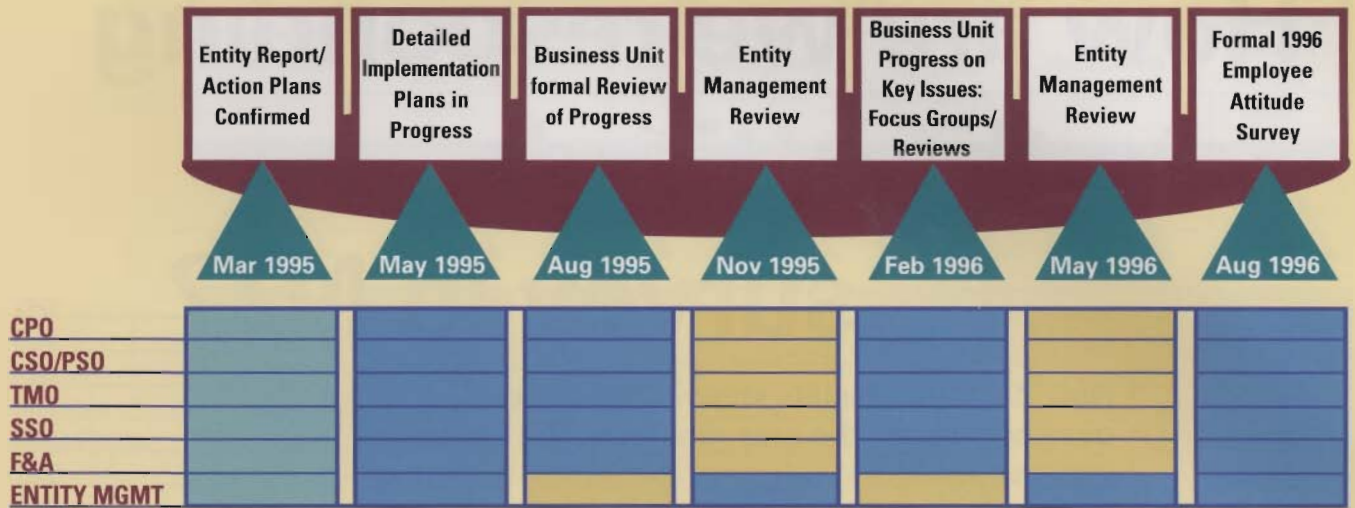 Entity Report/
Action Plans
Confirmed
Detailed
Implementation
Plans in
Progress
Business Unit
formal Review
of Progress
Entity
Management
Review
Business Unit
Progress on
Key Issues:
Focus Groups/
Reviews
Entity
Management
Review
Formal 1996
Employee
Attitude
Survey
Mar 1995
May 1995
Aug 1995
Nov 1995
Feb 1996
May 1996
Aug 1996
CPO
CSO/PSO
TMO
SSO
F&A
ENTITY MGMT